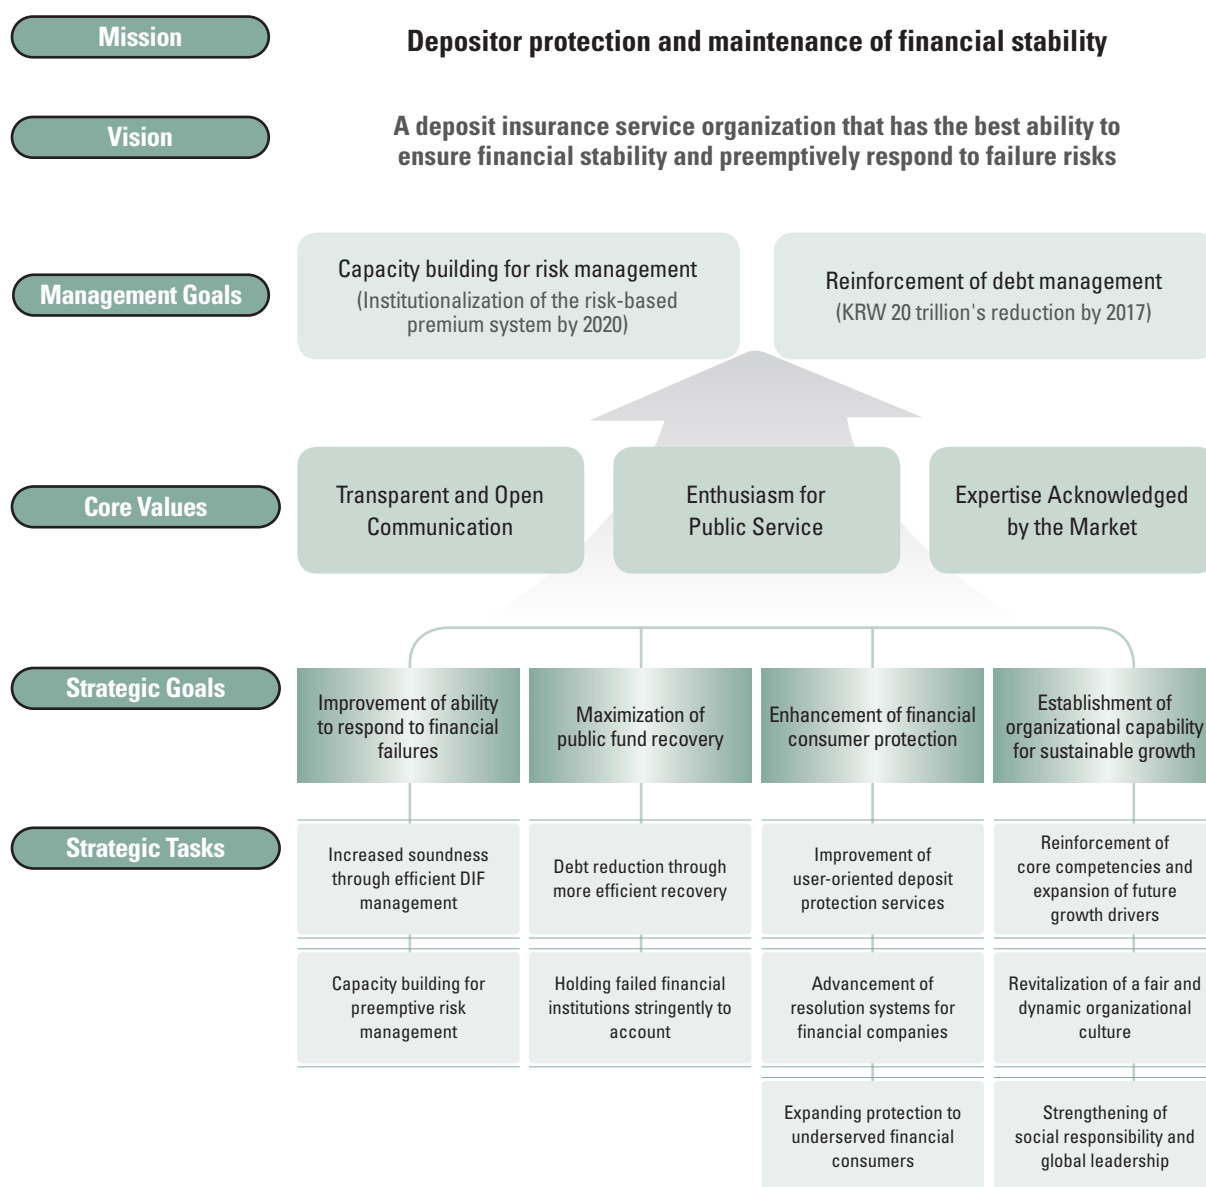 Mission
Depositor protection and maintenance of financial stability
Vision
A deposit insurance service organization that has the best ability to
ensure financial stability and preemptively respond to failure risks
Management Goals
Capacity building for risk management
(Institutionalization of the risk-based
premium system by 2020)
Reinforcement of debt management
(KRW 20 trillion's reduction by 2017)
Core Values
Transparent and Open
Communication
Enthusiasm for
Public Service
Expertise Acknowledged
by the Market
Strategic Goals
Improvement of ability
to respond to financial
failures
Maximization of
public fund recovery
Enhancement of financial
consumer protection
Establishment of
organizational capability
for sustainable growth
Strategic Tasks
Increased soundness
through efficient DIF
management
Debt reduction through
more efficient recovery
Improvement of
user-oriented deposit
protection services
Reinforcement of
core competencies and
expansion of future
growth drivers
Capacity building for
preemptive risk
management
Holding failed financial
institutions stringently to
account
Advancement of
resolution systems for
financial companies
Revitalization of a fair and
dynamic organizational
culture
Expanding protection to
underserved financial
consumers
Strengthening of
social responsibility and
global leadership